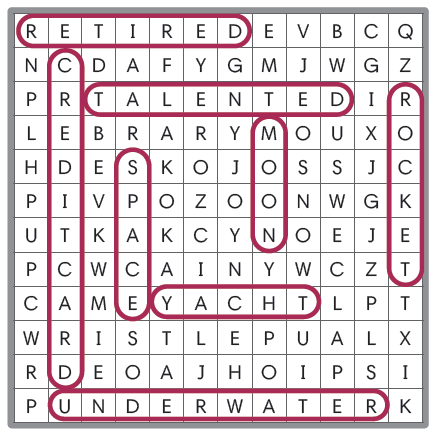 R E T I R E D E V B C Q
N C D A F Y G M J W G Z
P R T A L E N T E D I R
L E B R A R Y M O U X O
H D E S K O J O S S J C
P I V P O Z O O N W G K
U T K A K C Y N O E J E
P C W C A I N Y W C Z T
C A M E Y A C H T L P T
W R I S T L E P U A L X
R D E O A J H O I P S I
P U N D E R W A T E R K